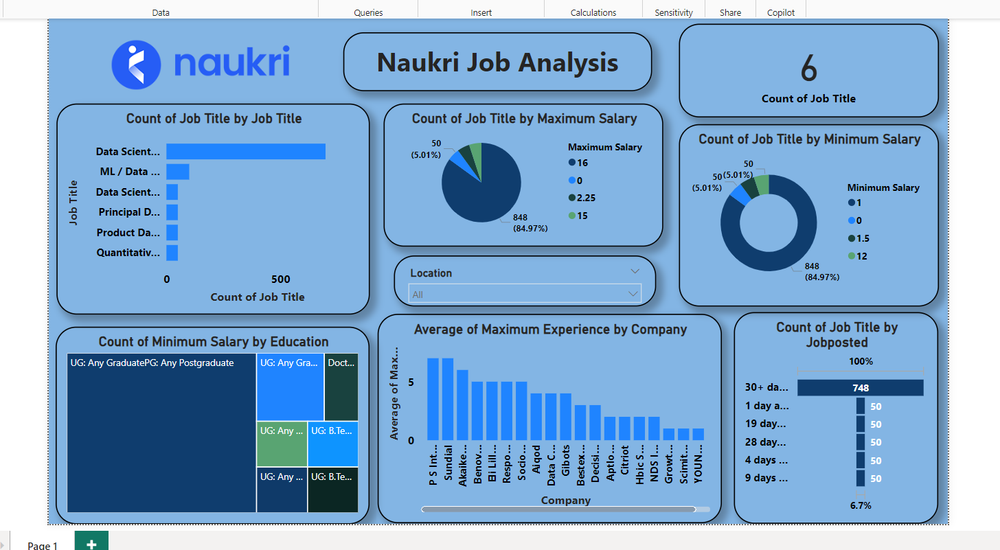 Data
Queries
Insert
Calculations
Sensitivity
Share
Copilot
naukri
Naukri Job Analysis
6
Count of Job Title
Count of Job Title by Job Title
Job Title
Data Scient...
ML / Data ...
Data Scient...
Principal D...
Product Da...
Quantitativ...
0
500
Count of Job Title
Count of Job Title by Maximum Salary
50
(5.01%)
848
(84.97%)
Maximum Salary
16
0
2.25
15
Count of Job Title by Minimum Salary
50
(5.01%)
50
(5.01%)
848
(84.97%)
Minimum Salary
1
0
1.5
12
Location
All
Count of Minimum Salary by Education
UG: Any GraduatePG: Any Postgraduate
UG: Any Gra...
Doct...
UG: Any ...
UG: B.Te...
UG: Any ...
UG: B.Te...
Average of Maximum Experience by Company
Average of Max...
5
0
P S Int...
Sundial
Akaike...
Benov...
Eli Lill...
Respo...
Socio...
Aiqod
Data C...
Gibots
Bestex...
Decisi...
Aptlo...
Citriot
Hbic S...
NDS I...
Growt...
Scimit...
YOUN...
Company
Count of Job Title by
Jobposted
100%
30+ da...
748
1 day a...
50
19 day...
50
28 day...
50
4 days ...
50
9 days ...
50
6.7%
Page 1